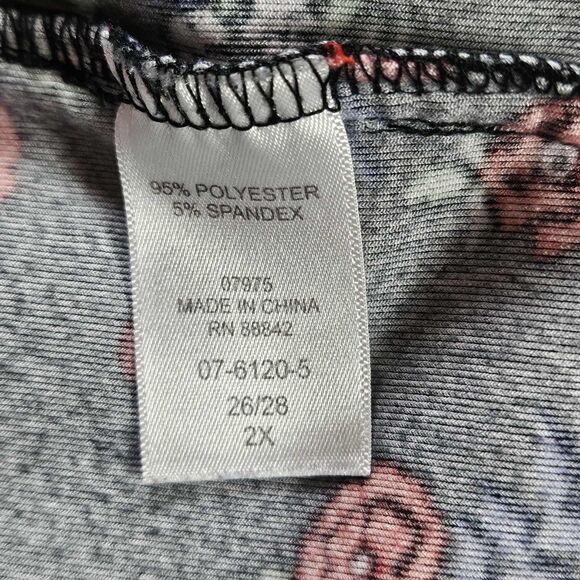 95% POLYESTER
5% SPANDEX
07975
MADE IN CHINA
RN 88842
07-6120-5
26/28
2X